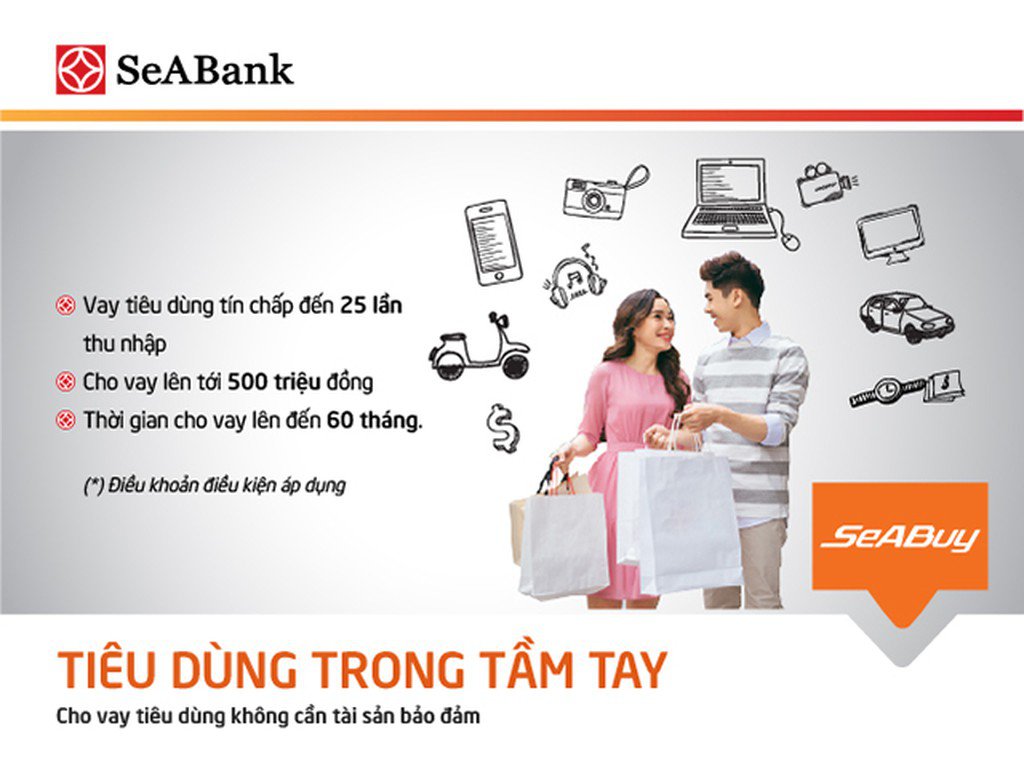 SeABank
Vay tiêu dùng tín chấp đến 25 lần
thu nhập
Cho vay lên tới 500 triệu đồng
Thời gian cho vay lên đến 60 tháng.
(*) Điều khoản điều kiện áp dụng
SeABuy
TIÊU DÙNG TRONG TẦM TAY
Cho vay tiêu dùng không cần tài sản bảo đảm